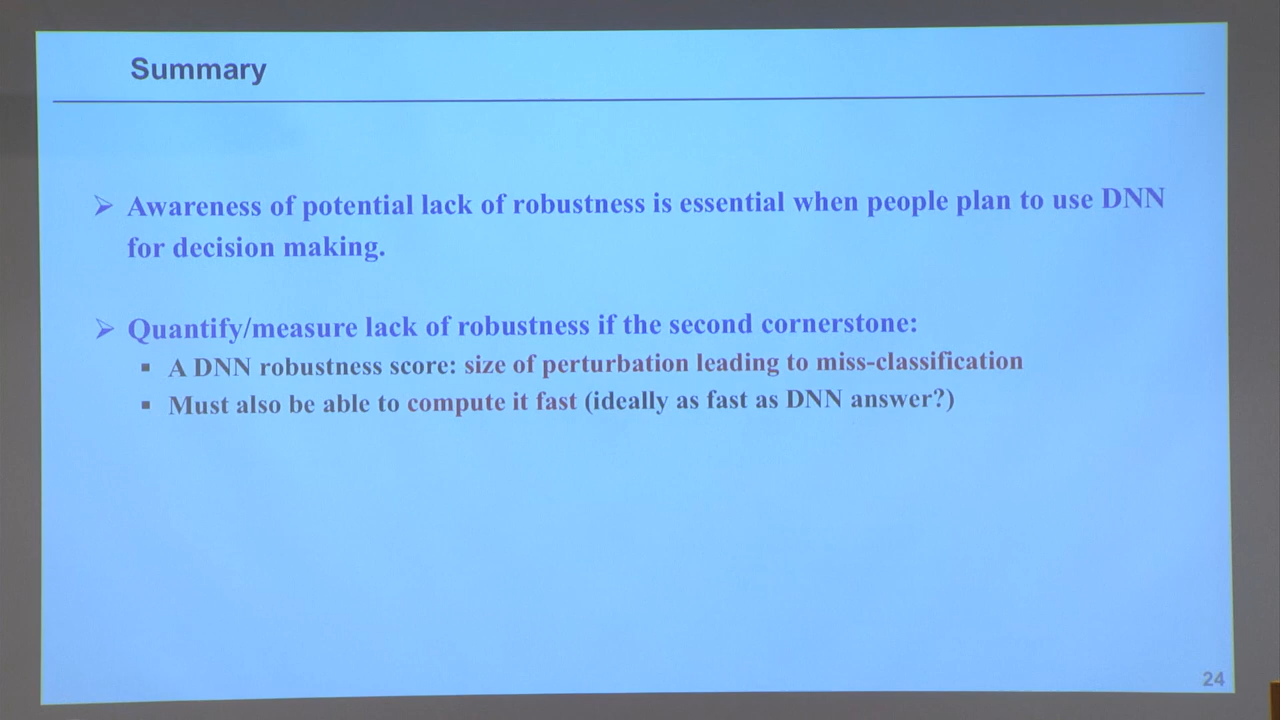 Summary
Awareness of potential lack of robustness is essential when people plan to use DNN
for decision making.
Quantify/measure lack of robustness if the second cornerstone:
A DNN robustness score: size of perturbation leading to miss-classification
Must also be able to compute it fast (ideally as fast as DNN answer?)
24